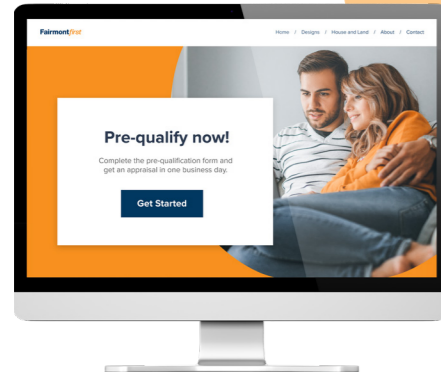 Fairmontfirst
Home / Designs / House and Land / About / Contact
Pre-qualify now!
Complete the pre-qualification form and
get an appraisal in one business day.
Get Started